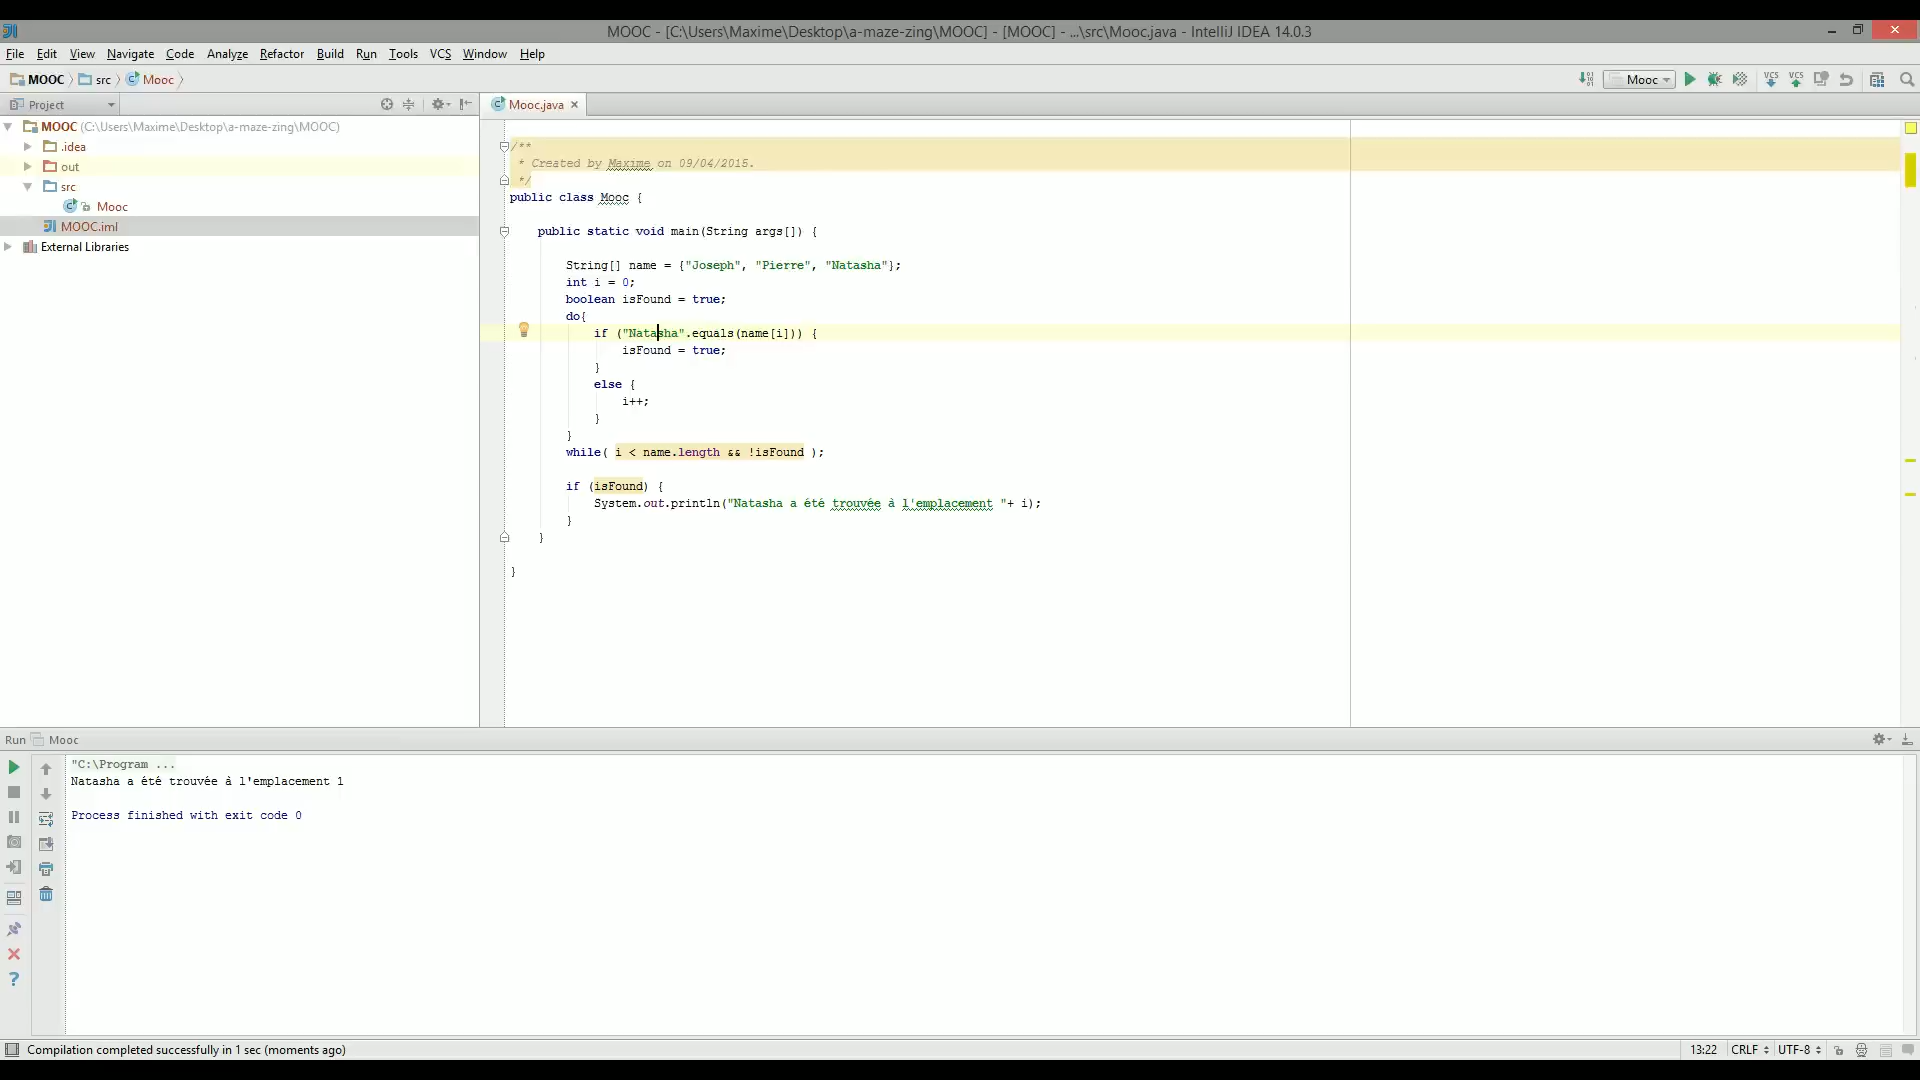 MOOC - [C:\Users\Maxime\Desktop\a-maze-zing\MOOC] - [MOOC] - ...\src\Mooc.java - IntelliJ IDEA 14.0.3
File Edit View Navigate Code Analyze Refactor Build Run Tools VCS Window Help
MOOC src Mooc
Mooc
VCS VCS
Project
Mooc.java
MOOC (C:\Users\Maxime\Desktop\a-maze-zing\MOOC)
.idea
out
src
Mooc
MOOC.iml
External Libraries
/**
* Created by Maxime on 09/04/2015.
*/
public class Mooc {
public static void main(String args[]) {
String[] name = {"Joseph", "Pierre", "Natasha"};
int i = 0;
boolean isFound = true;
do{
if ("Natasha".equals(name[i])) {
isFound = true;
}
else {
i++;
}
}
while( i < name.length && !isFound );
if (isFound) {
System.out.println("Natasha a été trouvée à l'emplacement "+ i);
}
}
}
Run Mooc
"C:\Program ...
Natasha a été trouvée à l'emplacement 1
Process finished with exit code 0
Compilation completed successfully in 1 sec (moments ago)
13:22 CRLF UTF-8